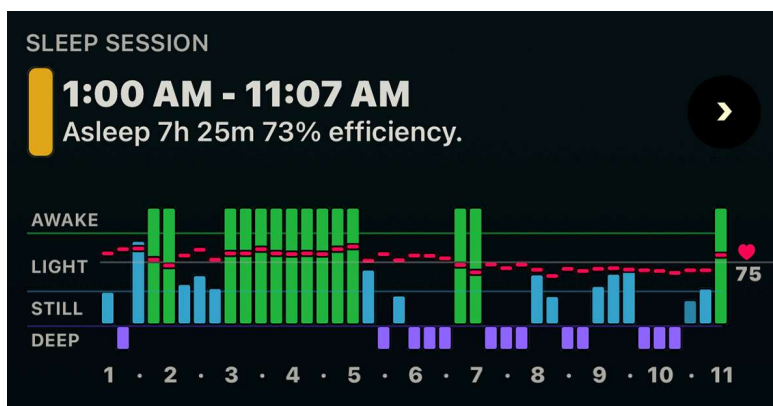 SLEEP SESSION
1:00 AM - 11:07 AM
Asleep 7h 25m 73% efficiency.
AWAKE
LIGHT
75
STILL
DEEP
1 · 2 · 3 · 4 · 5 · 6 · 7 · 8 · 9 · 10 · 11